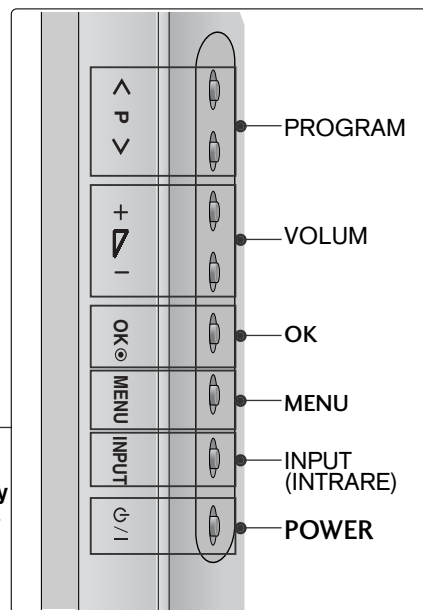 < P >
PROGRAM
+ –
VOLUM
OK
OK
MENU
MENU
INPUT
INPUT
(INTRARE)
y
⏻/I
POWER